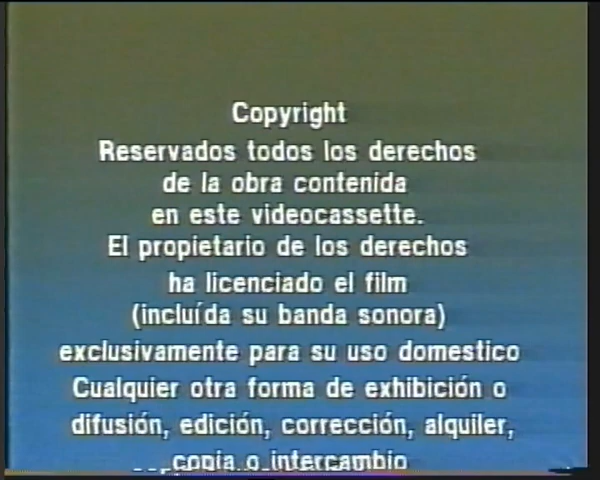 Copyright
Reservados todos los derechos
de la obra contenida
en este videocassette.
El propietario de los derechos
ha licenciado el film
(incluída su banda sonora)
exclusivamente para su uso domestico
Cualquier otra forma de exhibición o
difusión, edición, corrección, alquiler,
copia o intercambio